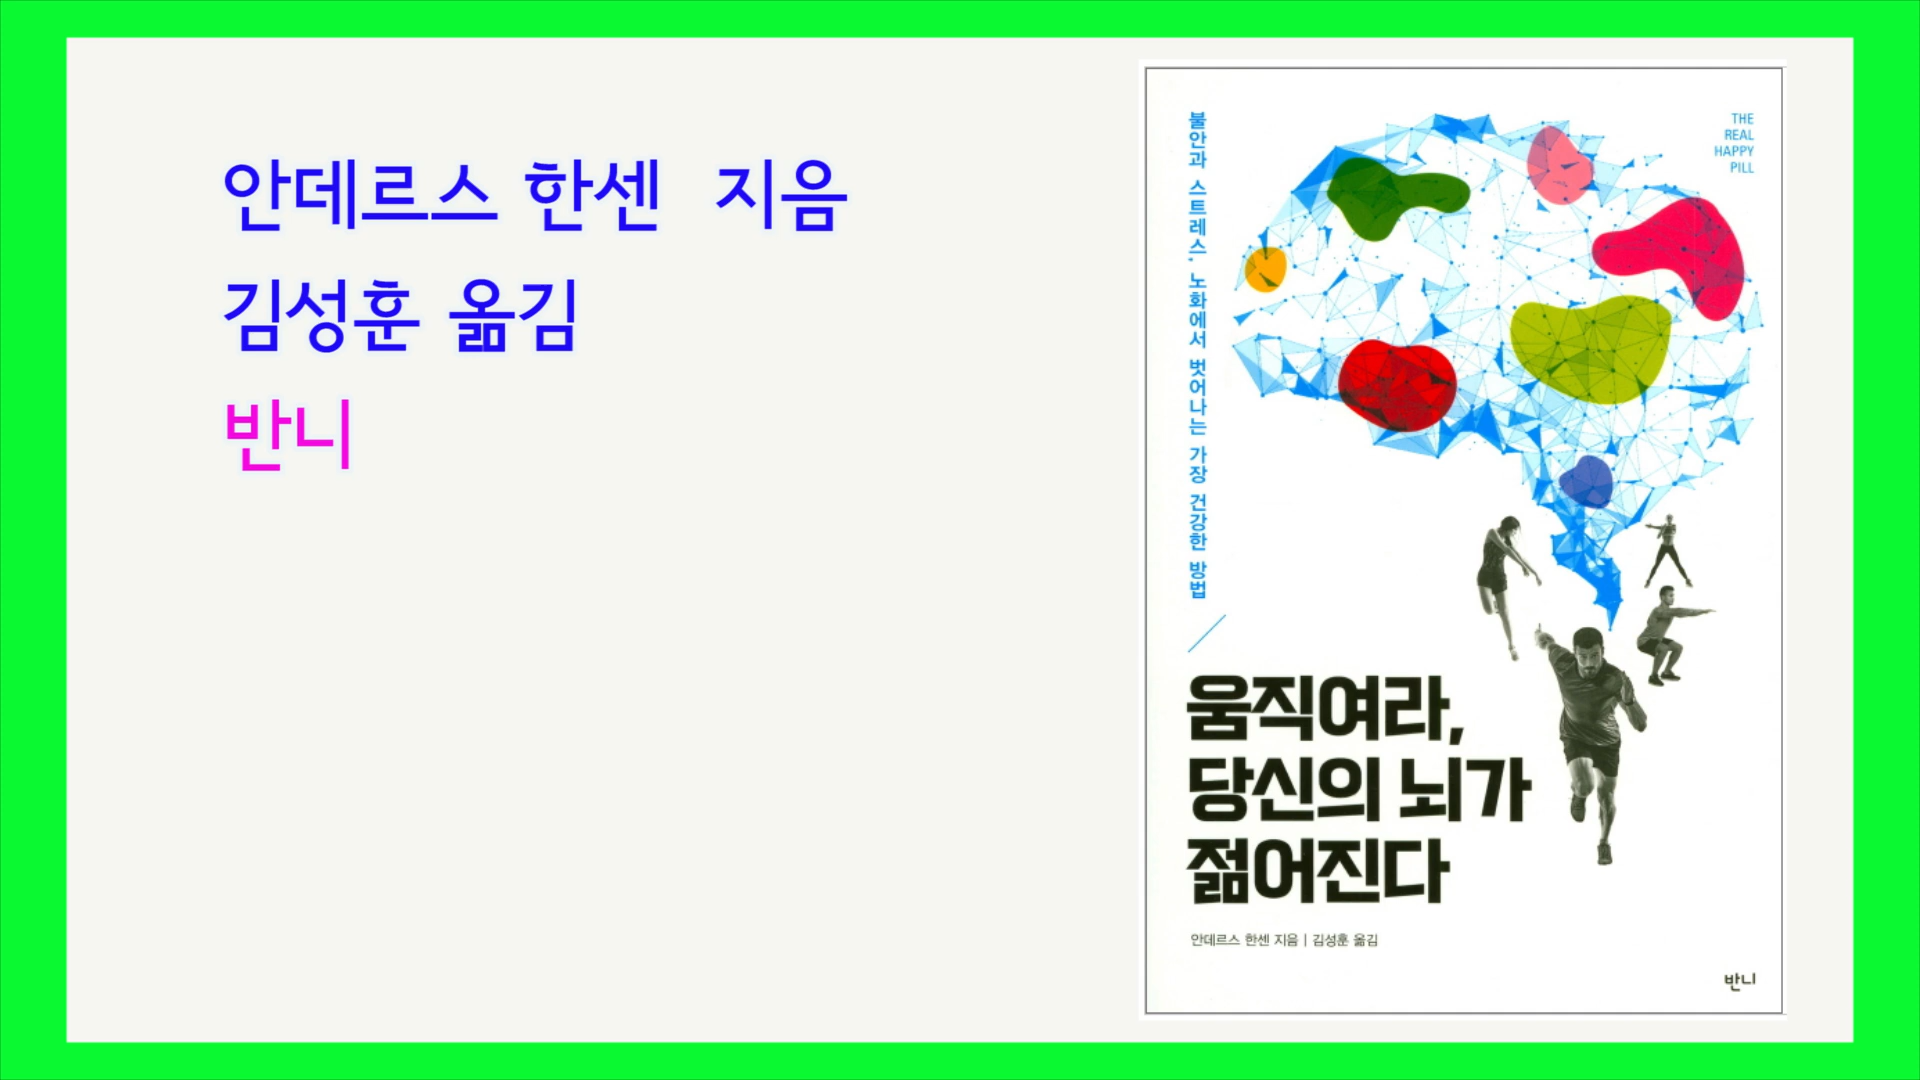 안데르스 한센 지음
김성훈 옮김
반니
불안과 스트레스, 노화에서 벗어나는 가장 건강한 방법
THE
REAL
HAPPY
PILL
움직여라,
당신의 뇌가
젊어진다
안데르스 한센 지음 | 김성훈 옮김
반니